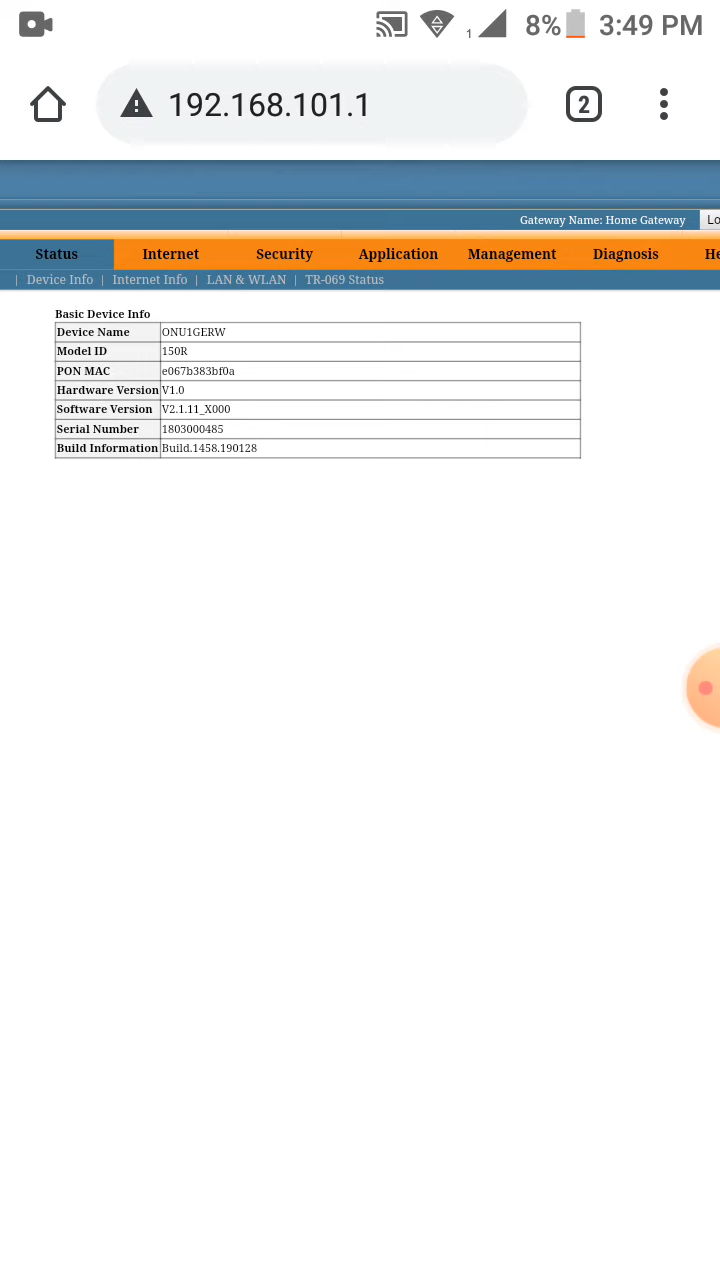 1 8% 3:49 PM
192.168.101.1
2
Gateway Name: Home Gateway Lo
Status Internet Security Application Management Diagnosis He
| Device Info | Internet Info | LAN & WLAN | TR-069 Status
Basic Device Info
Device Name ONU1GERW
Model ID 150R
PON MAC e067b383bf0a
Hardware Version V1.0
Software Version V2.1.11_X000
Serial Number 1803000485
Build Information Build.1458.190128